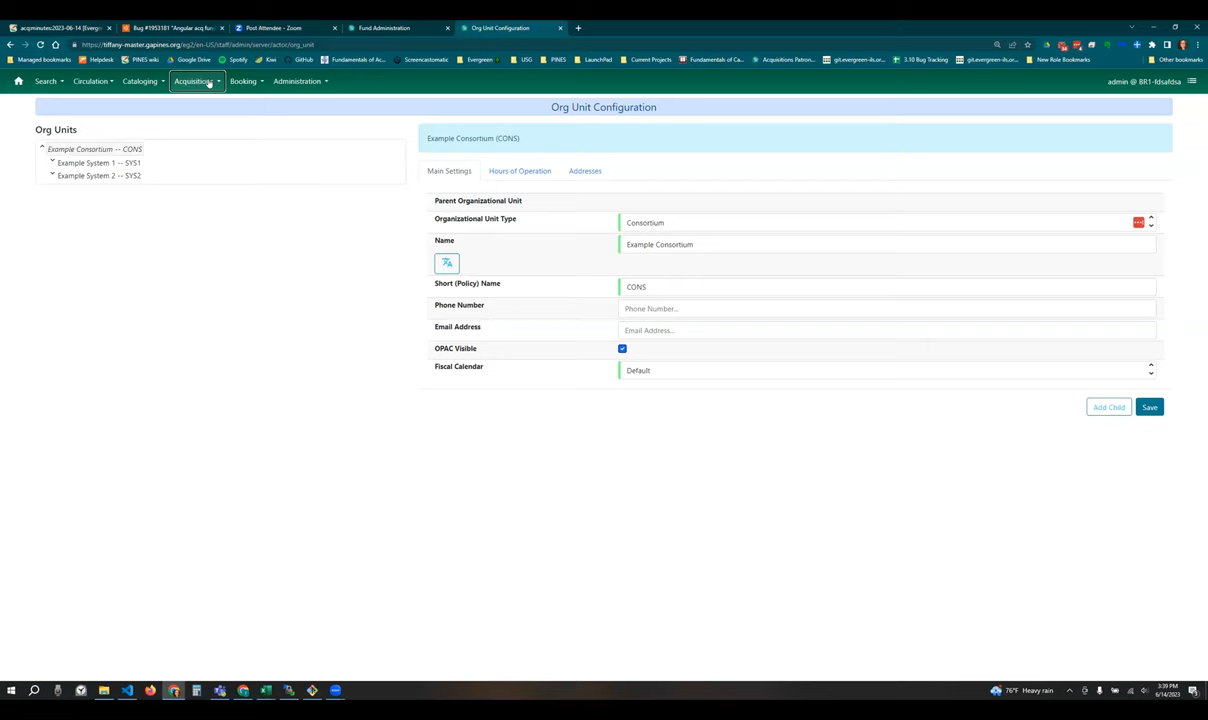 acq:minutes:2023-06-14 [Evergr
Bug #1953181 "Angular acq fun
Post Attendee - Zoom
Fund Administration
Org Unit Configuration
https://tiffany-master.gapines.org/eg2/en-US/staff/admin/server/actor/org_unit
Managed bookmarks
Helpdesk
PINES wiki
Google Drive
Spotify
Kiwi
GitHub
Fundamentals of Ac...
Screencastomatic
Evergreen
USG
PINES
LaunchPad
Current Projects
Fundamentals of Ca...
Acquisitions Patron...
git.evergreen-ils.or...
3.10 Bug Tracking
git.evergreen-ils.or...
New Role Bookmarks
Other bookmarks
Search
Circulation
Cataloging
Acquisitions
Booking
Administration
admin @ BR1-fdsafdsa
Org Unit Configuration
Org Units
Example Consortium -- CONS
Example System 1 -- SYS1
Example System 2 -- SYS2
Example Consortium (CONS)
Main Settings
Hours of Operation
Addresses
Parent Organizational Unit
Organizational Unit Type
Consortium
Name
Example Consortium
Short (Policy) Name
CONS
Phone Number
Phone Number...
Email Address
Email Address...
OPAC Visible
Fiscal Calendar
Default
Add Child
Save
76°F Heavy rain
3:39 PM
6/14/2023